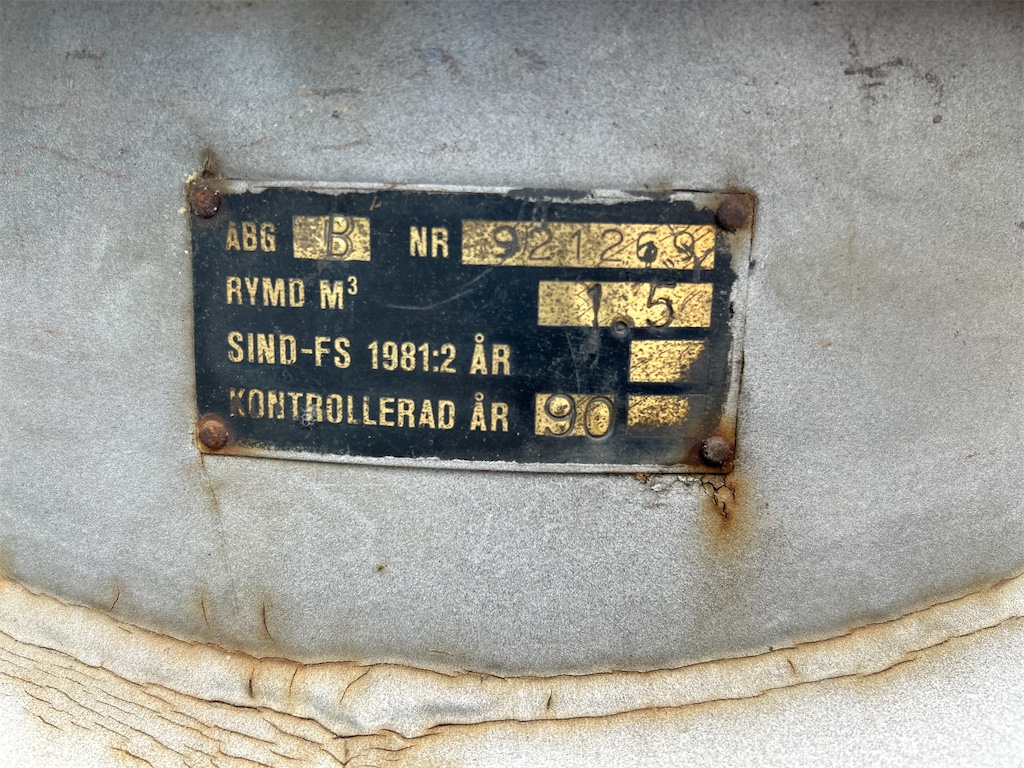 ABG B NR 921269
RYMD M³ 1.5
SIND-FS 1981:2 ÅR
KONTROLLERAD ÅR 90